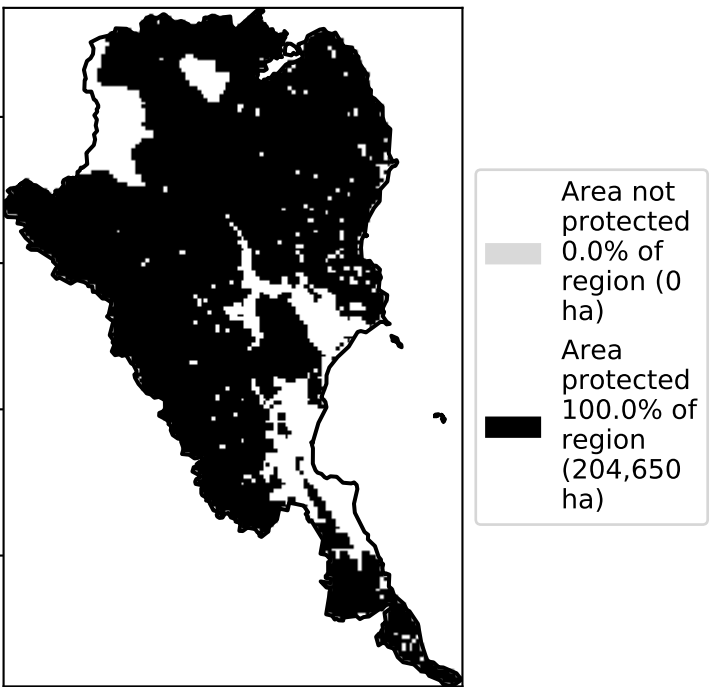 Area not
protected
0.0% of
region (0
ha)
Area
protected
100.0% of
region
(204,650
ha)